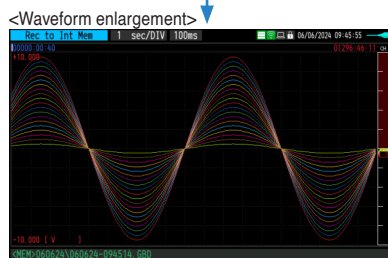 <Waveform enlargement>
Rec to Int Mem 1 sec/DIV 100ms 06/06/2024 09:45:55
00000 00:40 01296:46:11 CH
+10.000
-10.000 [ V ]
<MEM>060624\060624-094514.GBD